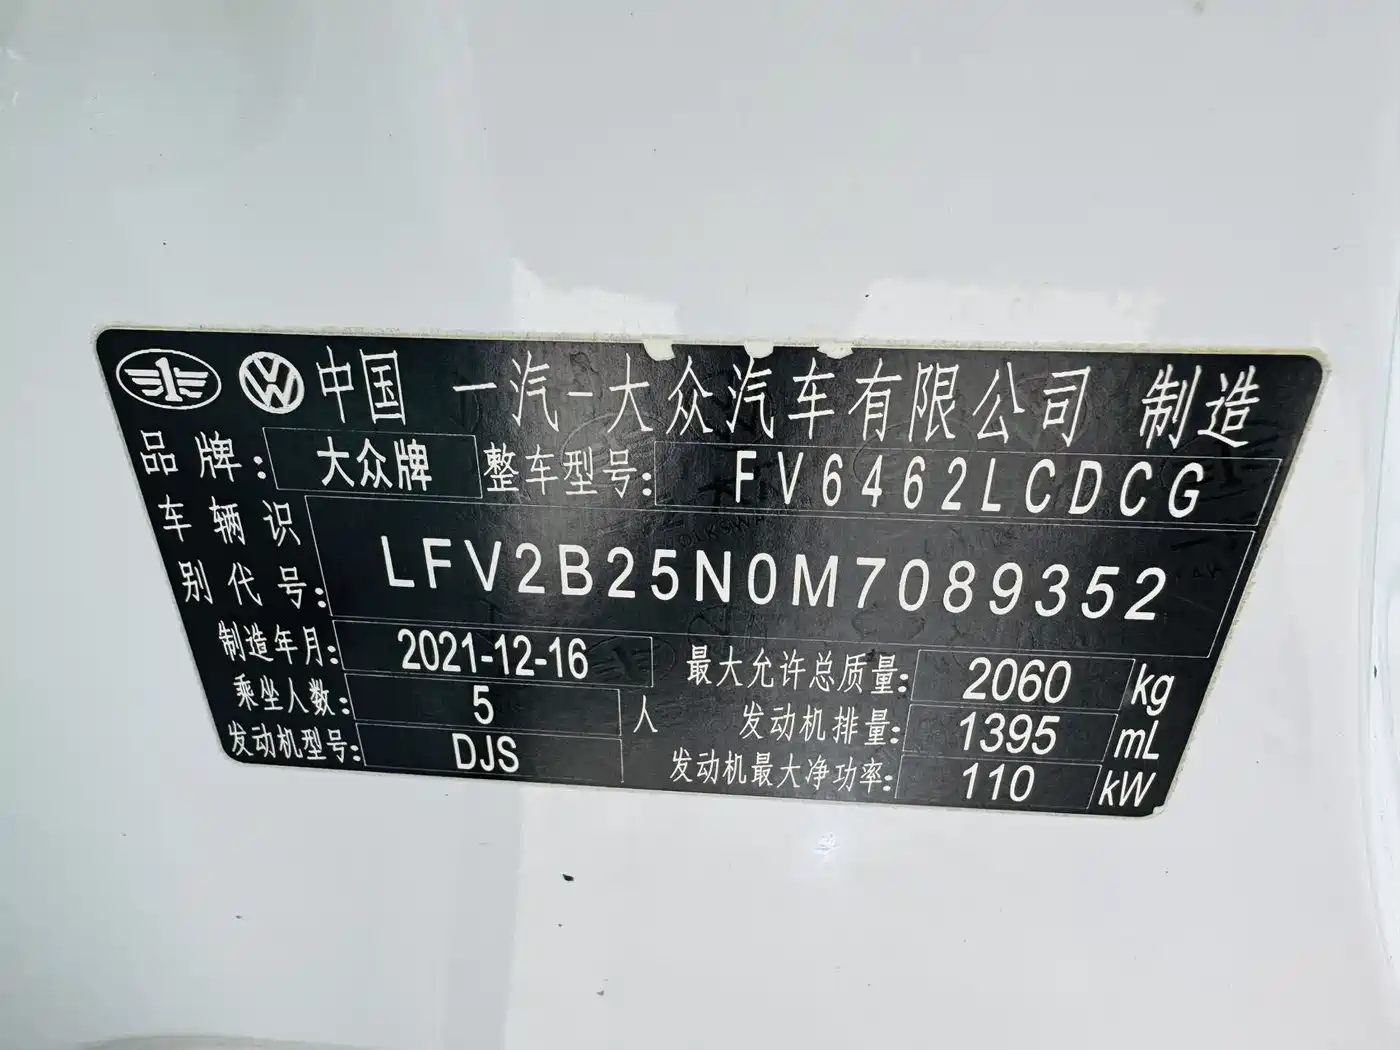 中国 一汽-大众汽车有限公司 制造
品牌: 大众牌 整车型号: FV6462LCDCG
车辆识
别代号: LFV2B25N0M7089352
制造年月: 2021-12-16 最大允许总质量: 2060 kg
乘坐人数: 5 人 发动机排量: 1395 mL
发动机型号: DJS 发动机最大净功率: 110 kW